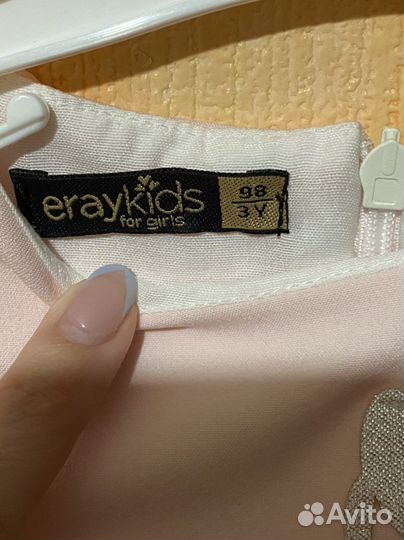 eraykids
for girls
98
3Y
Avito